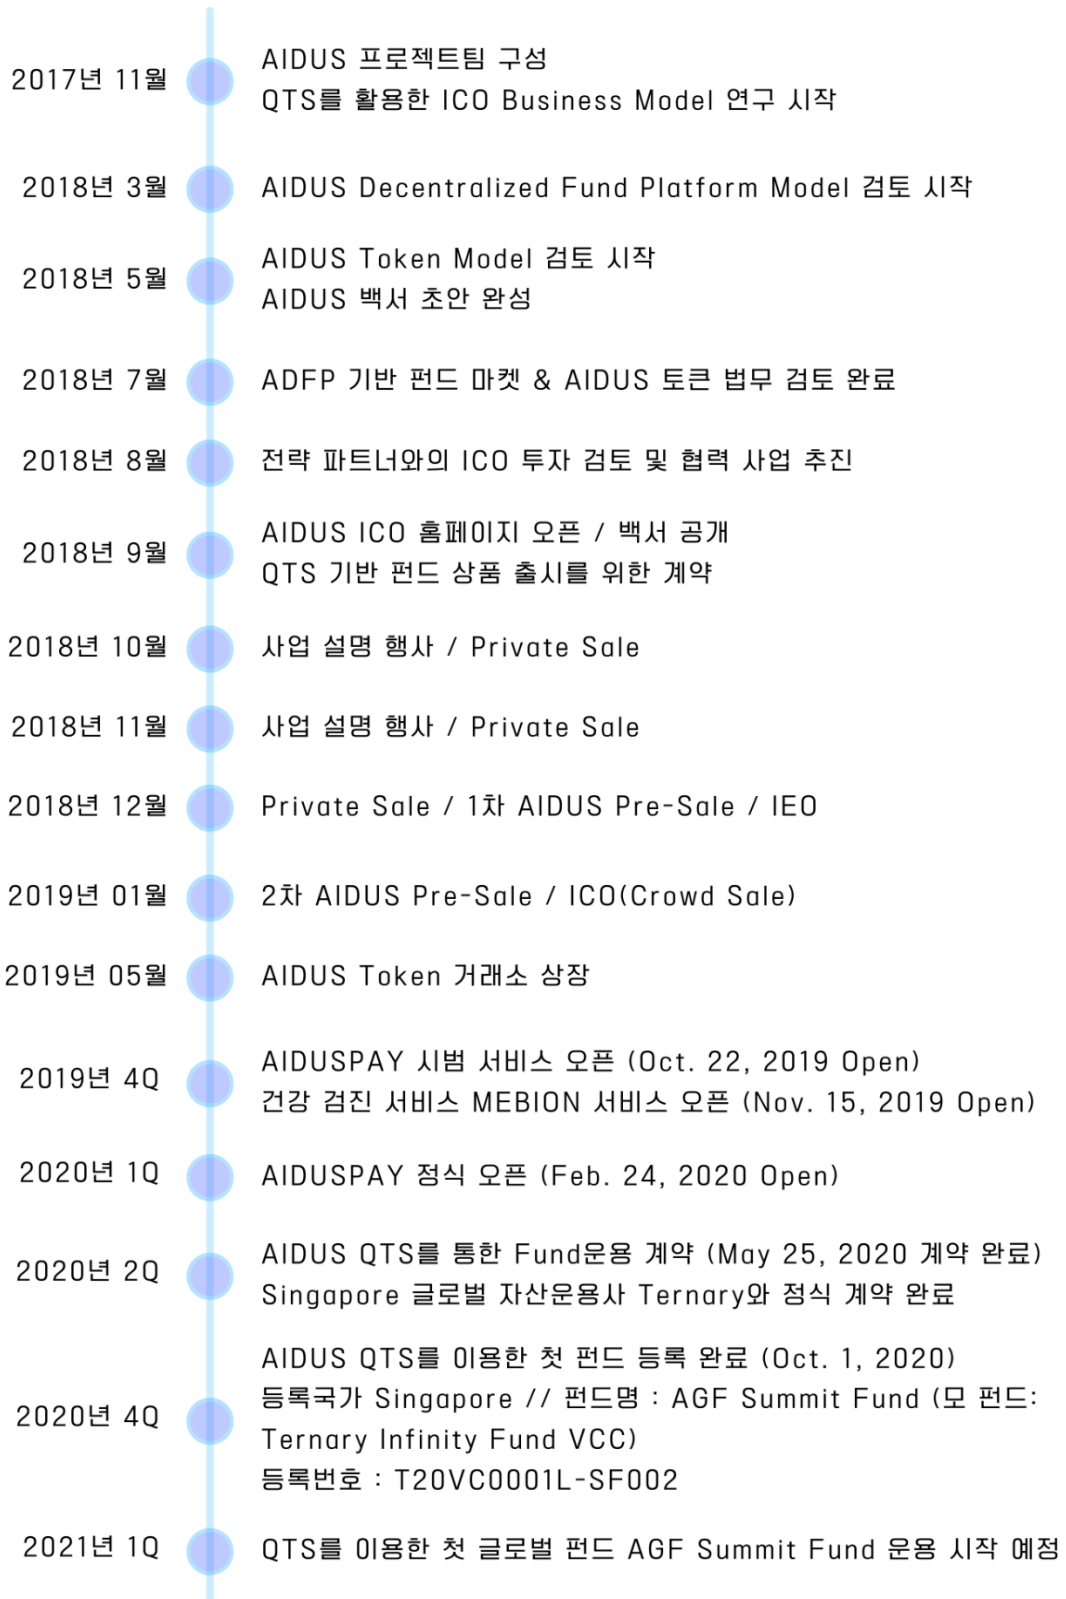 2017년 11월
AIDUS 프로젝트팀 구성
QTS를 활용한 ICO Business Model 연구 시작
2018년 3월
AIDUS Decentralized Fund Platform Model 검토 시작
2018년 5월
AIDUS Token Model 검토 시작
AIDUS 백서 초안 완성
2018년 7월
ADFP 기반 펀드 마켓 & AIDUS 토큰 법무 검토 완료
2018년 8월
전략 파트너와의 ICO 투자 검토 및 협력 사업 추진
2018년 9월
AIDUS ICO 홈페이지 오픈 / 백서 공개
QTS 기반 펀드 상품 출시를 위한 계약
2018년 10월
사업 설명 행사 / Private Sale
2018년 11월
사업 설명 행사 / Private Sale
2018년 12월
Private Sale / 1차 AIDUS Pre-Sale / IEO
2019년 01월
2차 AIDUS Pre-Sale / ICO(Crowd Sale)
2019년 05월
AIDUS Token 거래소 상장
2019년 4Q
AIDUSPAY 시범 서비스 오픈 (Oct. 22, 2019 Open)
건강 검진 서비스 MEBION 서비스 오픈 (Nov. 15, 2019 Open)
2020년 1Q
AIDUSPAY 정식 오픈 (Feb. 24, 2020 Open)
2020년 2Q
AIDUS QTS를 통한 Fund운용 계약 (May 25, 2020 계약 완료)
Singapore 글로벌 자산운용사 Ternary와 정식 계약 완료
2020년 4Q
AIDUS QTS를 이용한 첫 펀드 등록 완료 (Oct. 1, 2020)
등록국가 Singapore // 펀드명 : AGF Summit Fund (모 펀드:
Ternary Infinity Fund VCC)
등록번호 : T20VC0001L-SF002
2021년 1Q
QTS를 이용한 첫 글로벌 펀드 AGF Summit Fund 운용 시작 예정